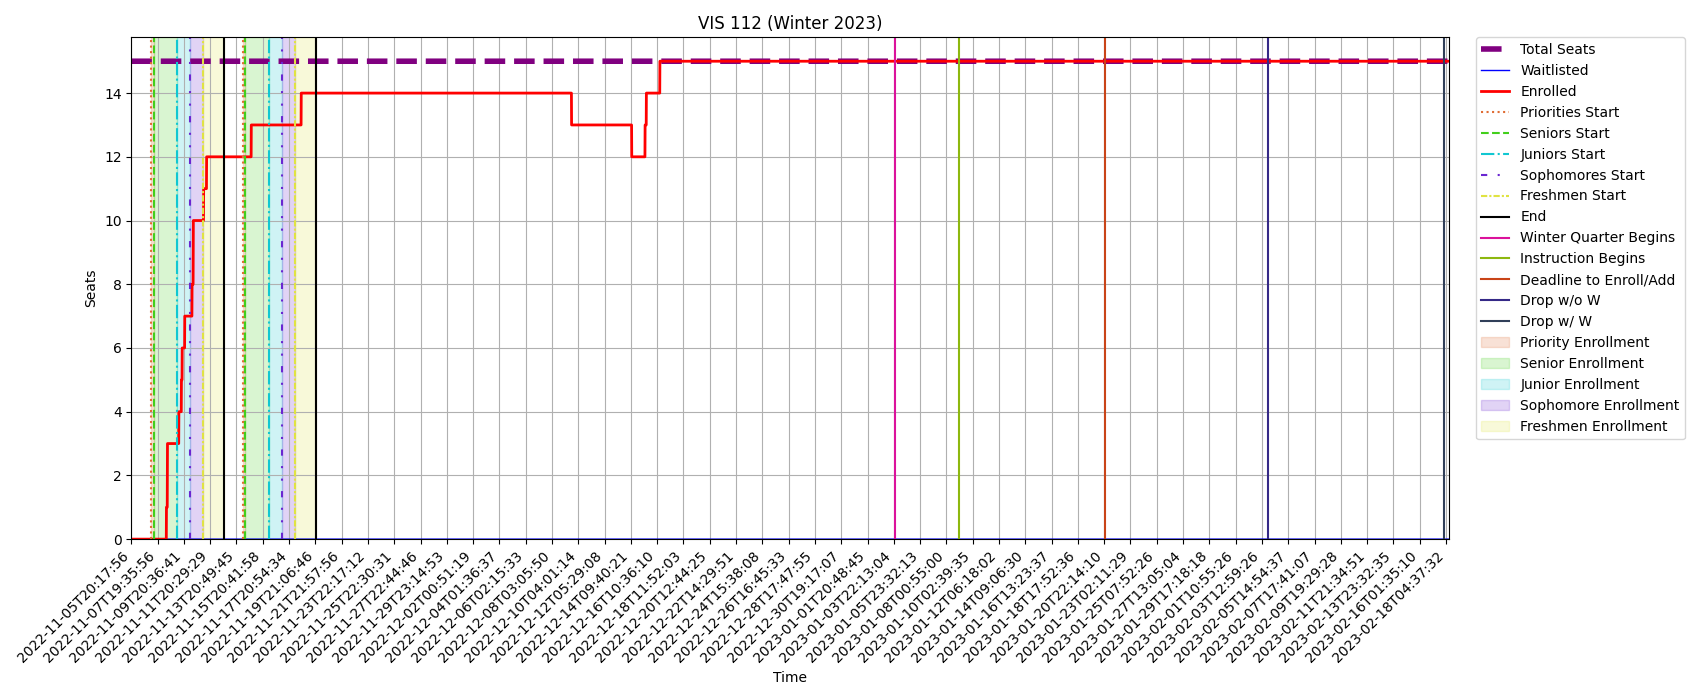 VIS 112 (Winter 2023)
Seats
14
12
10
8
6
4
2
0
2022-11-05T20:17:56
2022-11-07T19:35:56
2022-11-09T20:36:41
2022-11-11T20:29:29
2022-11-13T20:49:45
2022-11-15T20:41:58
2022-11-17T20:54:34
2022-11-19T21:06:46
2022-11-21T21:57:56
2022-11-23T22:17:12
2022-11-25T22:30:31
2022-11-27T22:44:46
2022-11-29T23:14:53
2022-12-02T00:51:19
2022-12-04T01:36:37
2022-12-06T02:15:33
2022-12-08T03:05:50
2022-12-10T04:01:14
2022-12-12T05:29:08
2022-12-14T09:40:21
2022-12-16T10:36:10
2022-12-18T11:52:03
2022-12-20T12:44:25
2022-12-22T14:29:51
2022-12-24T15:38:08
2022-12-26T16:45:33
2022-12-28T17:47:55
2022-12-30T19:17:07
2023-01-01T20:48:45
2023-01-03T22:13:04
2023-01-05T23:32:13
2023-01-08T00:55:00
2023-01-10T02:39:35
2023-01-12T06:18:02
2023-01-14T09:06:30
2023-01-16T13:23:37
2023-01-18T17:52:36
2023-01-20T22:14:10
2023-01-23T02:11:29
2023-01-25T07:52:26
2023-01-27T13:05:04
2023-01-29T17:18:18
2023-02-01T10:55:26
2023-02-03T12:59:26
2023-02-05T14:54:37
2023-02-07T17:41:07
2023-02-09T19:29:28
2023-02-11T21:34:51
2023-02-13T23:32:35
2023-02-16T01:35:10
2023-02-18T04:37:32
Time
Total Seats
Waitlisted
Enrolled
Priorities Start
Seniors Start
Juniors Start
Sophomores Start
Freshmen Start
End
Winter Quarter Begins
Instruction Begins
Deadline to Enroll/Add
Drop w/o W
Drop w/ W
Priority Enrollment
Senior Enrollment
Junior Enrollment
Sophomore Enrollment
Freshmen Enrollment